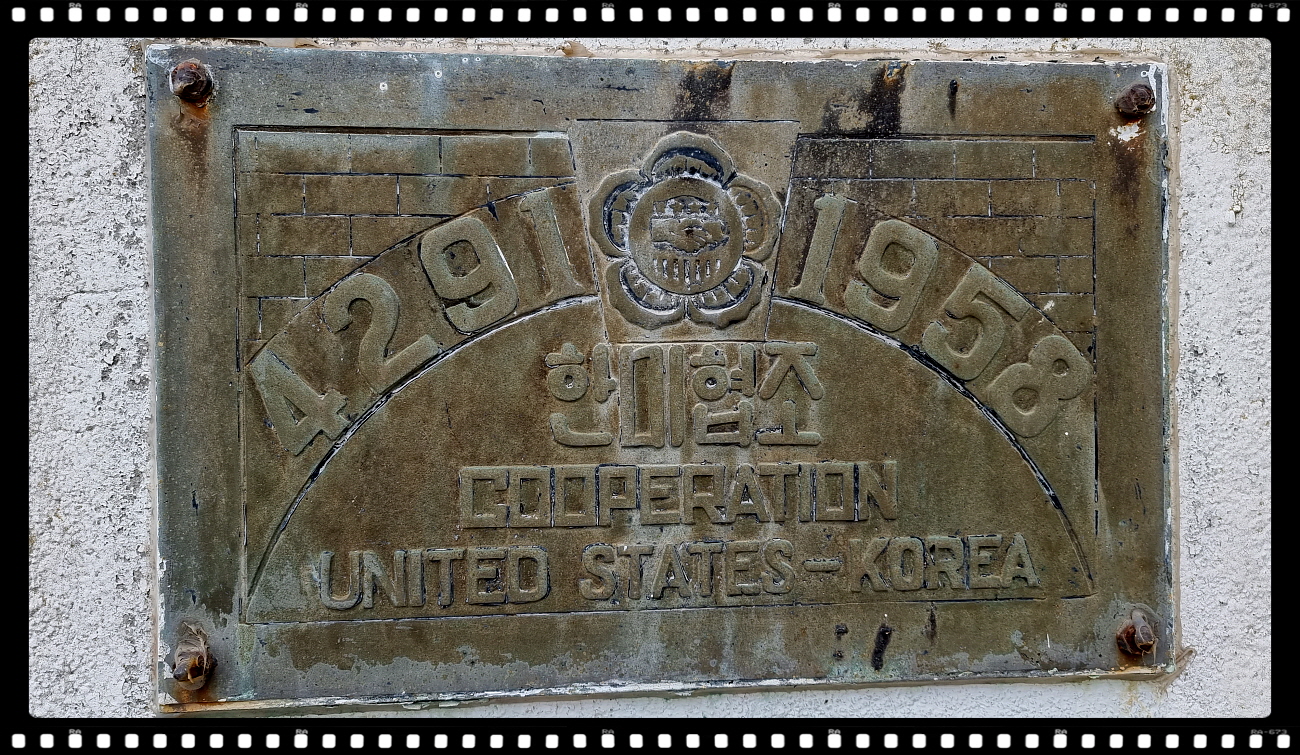 4291 1958
한미협조
COOPERATION
UNITED STATES-KOREA